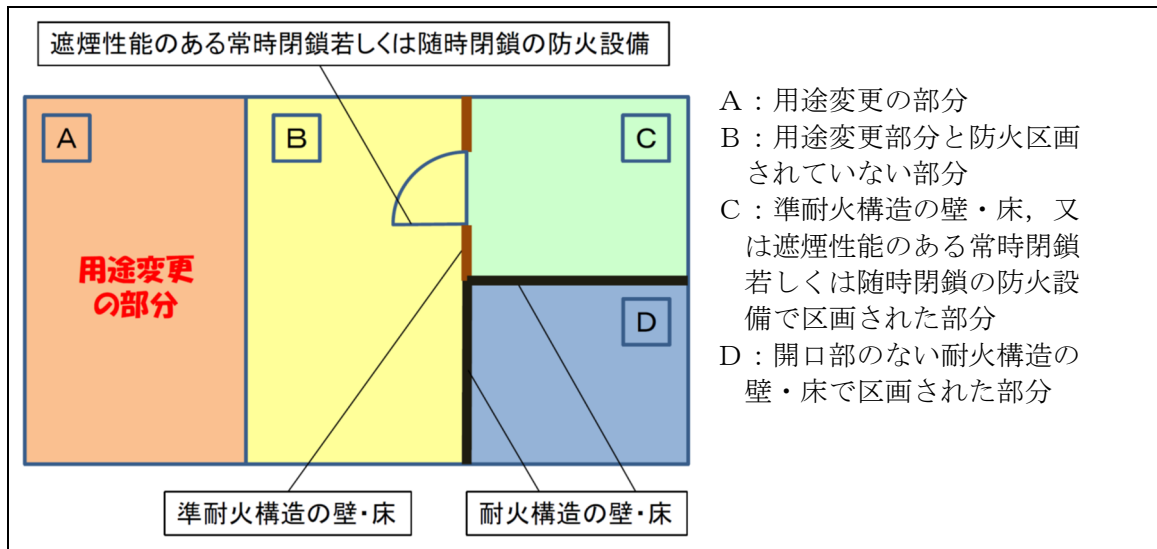 遮煙性能のある常時閉鎖若しくは随時閉鎖の防火設備
A
B
C
D
用途変更
の部分
準耐火構造の壁・床
耐火構造の壁・床
A：用途変更の部分
B：用途変更部分と防火区画
されていない部分
C：準耐火構造の壁・床，又
は遮煙性能のある常時閉鎖
若しくは随時閉鎖の防火設
備で区画された部分
D：開口部のない耐火構造の
壁・床で区画された部分